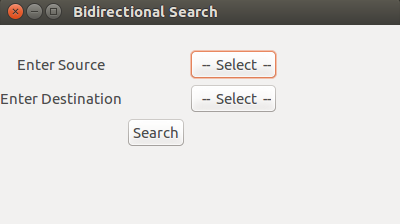 Bidirectional Search
Enter Source -- Select --
Enter Destination -- Select --
Search